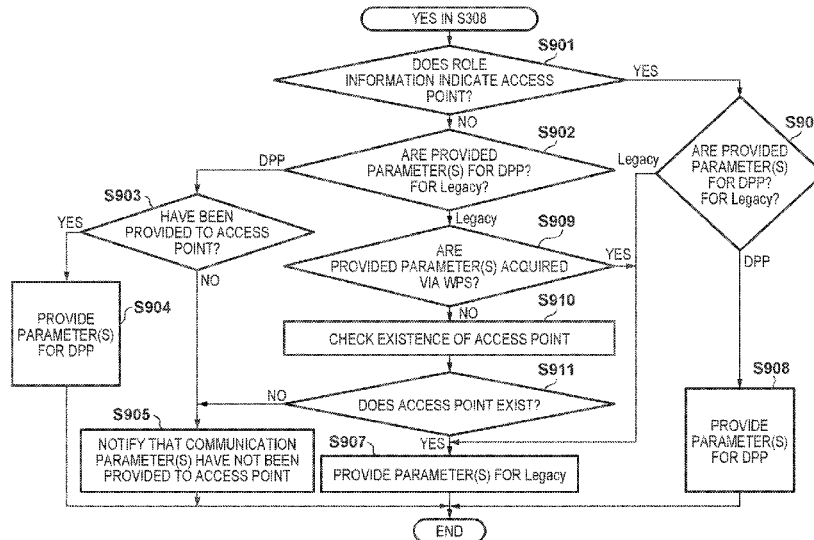 YES IN S308
S901
DOES ROLE
INFORMATION INDICATE ACCESS
POINT?
YES
NO
S902
ARE PROVIDED
PARAMETER(S) FOR DPP?
FOR Legacy?
DPP
Legacy
S90
ARE PROVIDED
PARAMETER(S)
FOR DPP?
FOR Legacy?
Legacy
DPP
S903
HAVE BEEN
PROVIDED TO ACCESS
POINT?
YES
NO
S909
ARE
PROVIDED PARAMETER(S) ACQUIRED
VIA WPS?
YES
NO
S904
PROVIDE
PARAMETER(S)
FOR DPP
S910
CHECK EXISTENCE OF ACCESS POINT
S911
DOES ACCESS POINT EXIST?
NO
YES
S908
PROVIDE
PARAMETER(S)
FOR DPP
S905
NOTIFY THAT COMMUNICATION
PARAMETER(S) HAVE NOT BEEN
PROVIDED TO ACCESS POINT
S907
PROVIDE PARAMETER(S) FOR Legacy
END